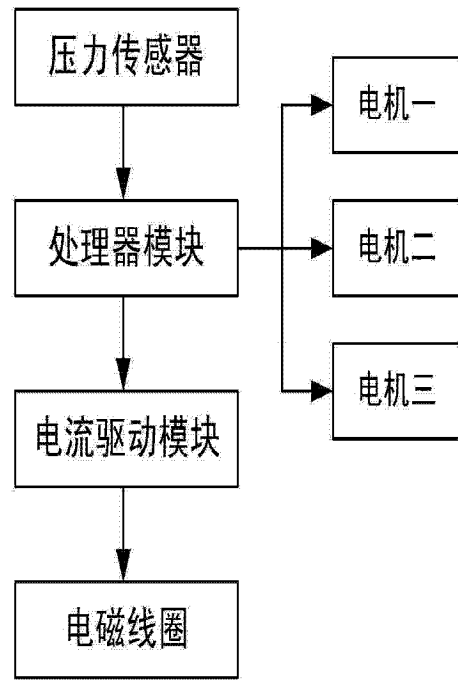 压力传感器
电机一
处理器模块
电机二
电机三
电流驱动模块
电磁线圈